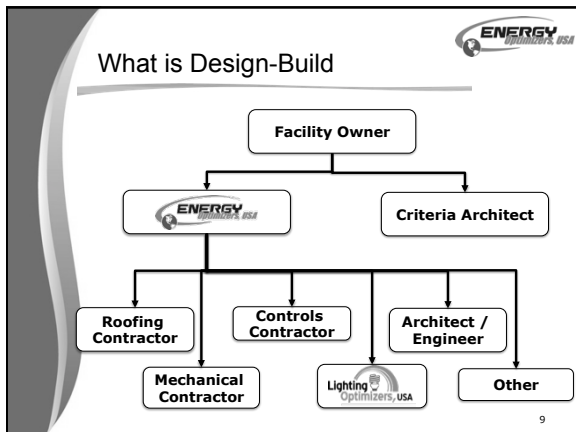 ENERGY
Optimizers, USA
What is Design-Build
Facility Owner
ENERGY
Optimizers, USA
Criteria Architect
Roofing
Contractor
Controls
Contractor
Architect /
Engineer
Mechanical
Contractor
Lighting
Optimizers, USA
Other
9